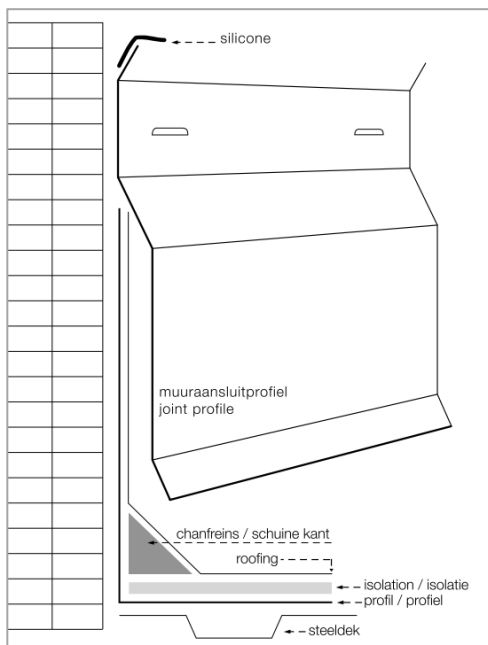 silicone
muuraansluitprofiel
joint profile
chanfreins / schuine kant
roofing
isolation / isolatie
profil / profiel
steeldek